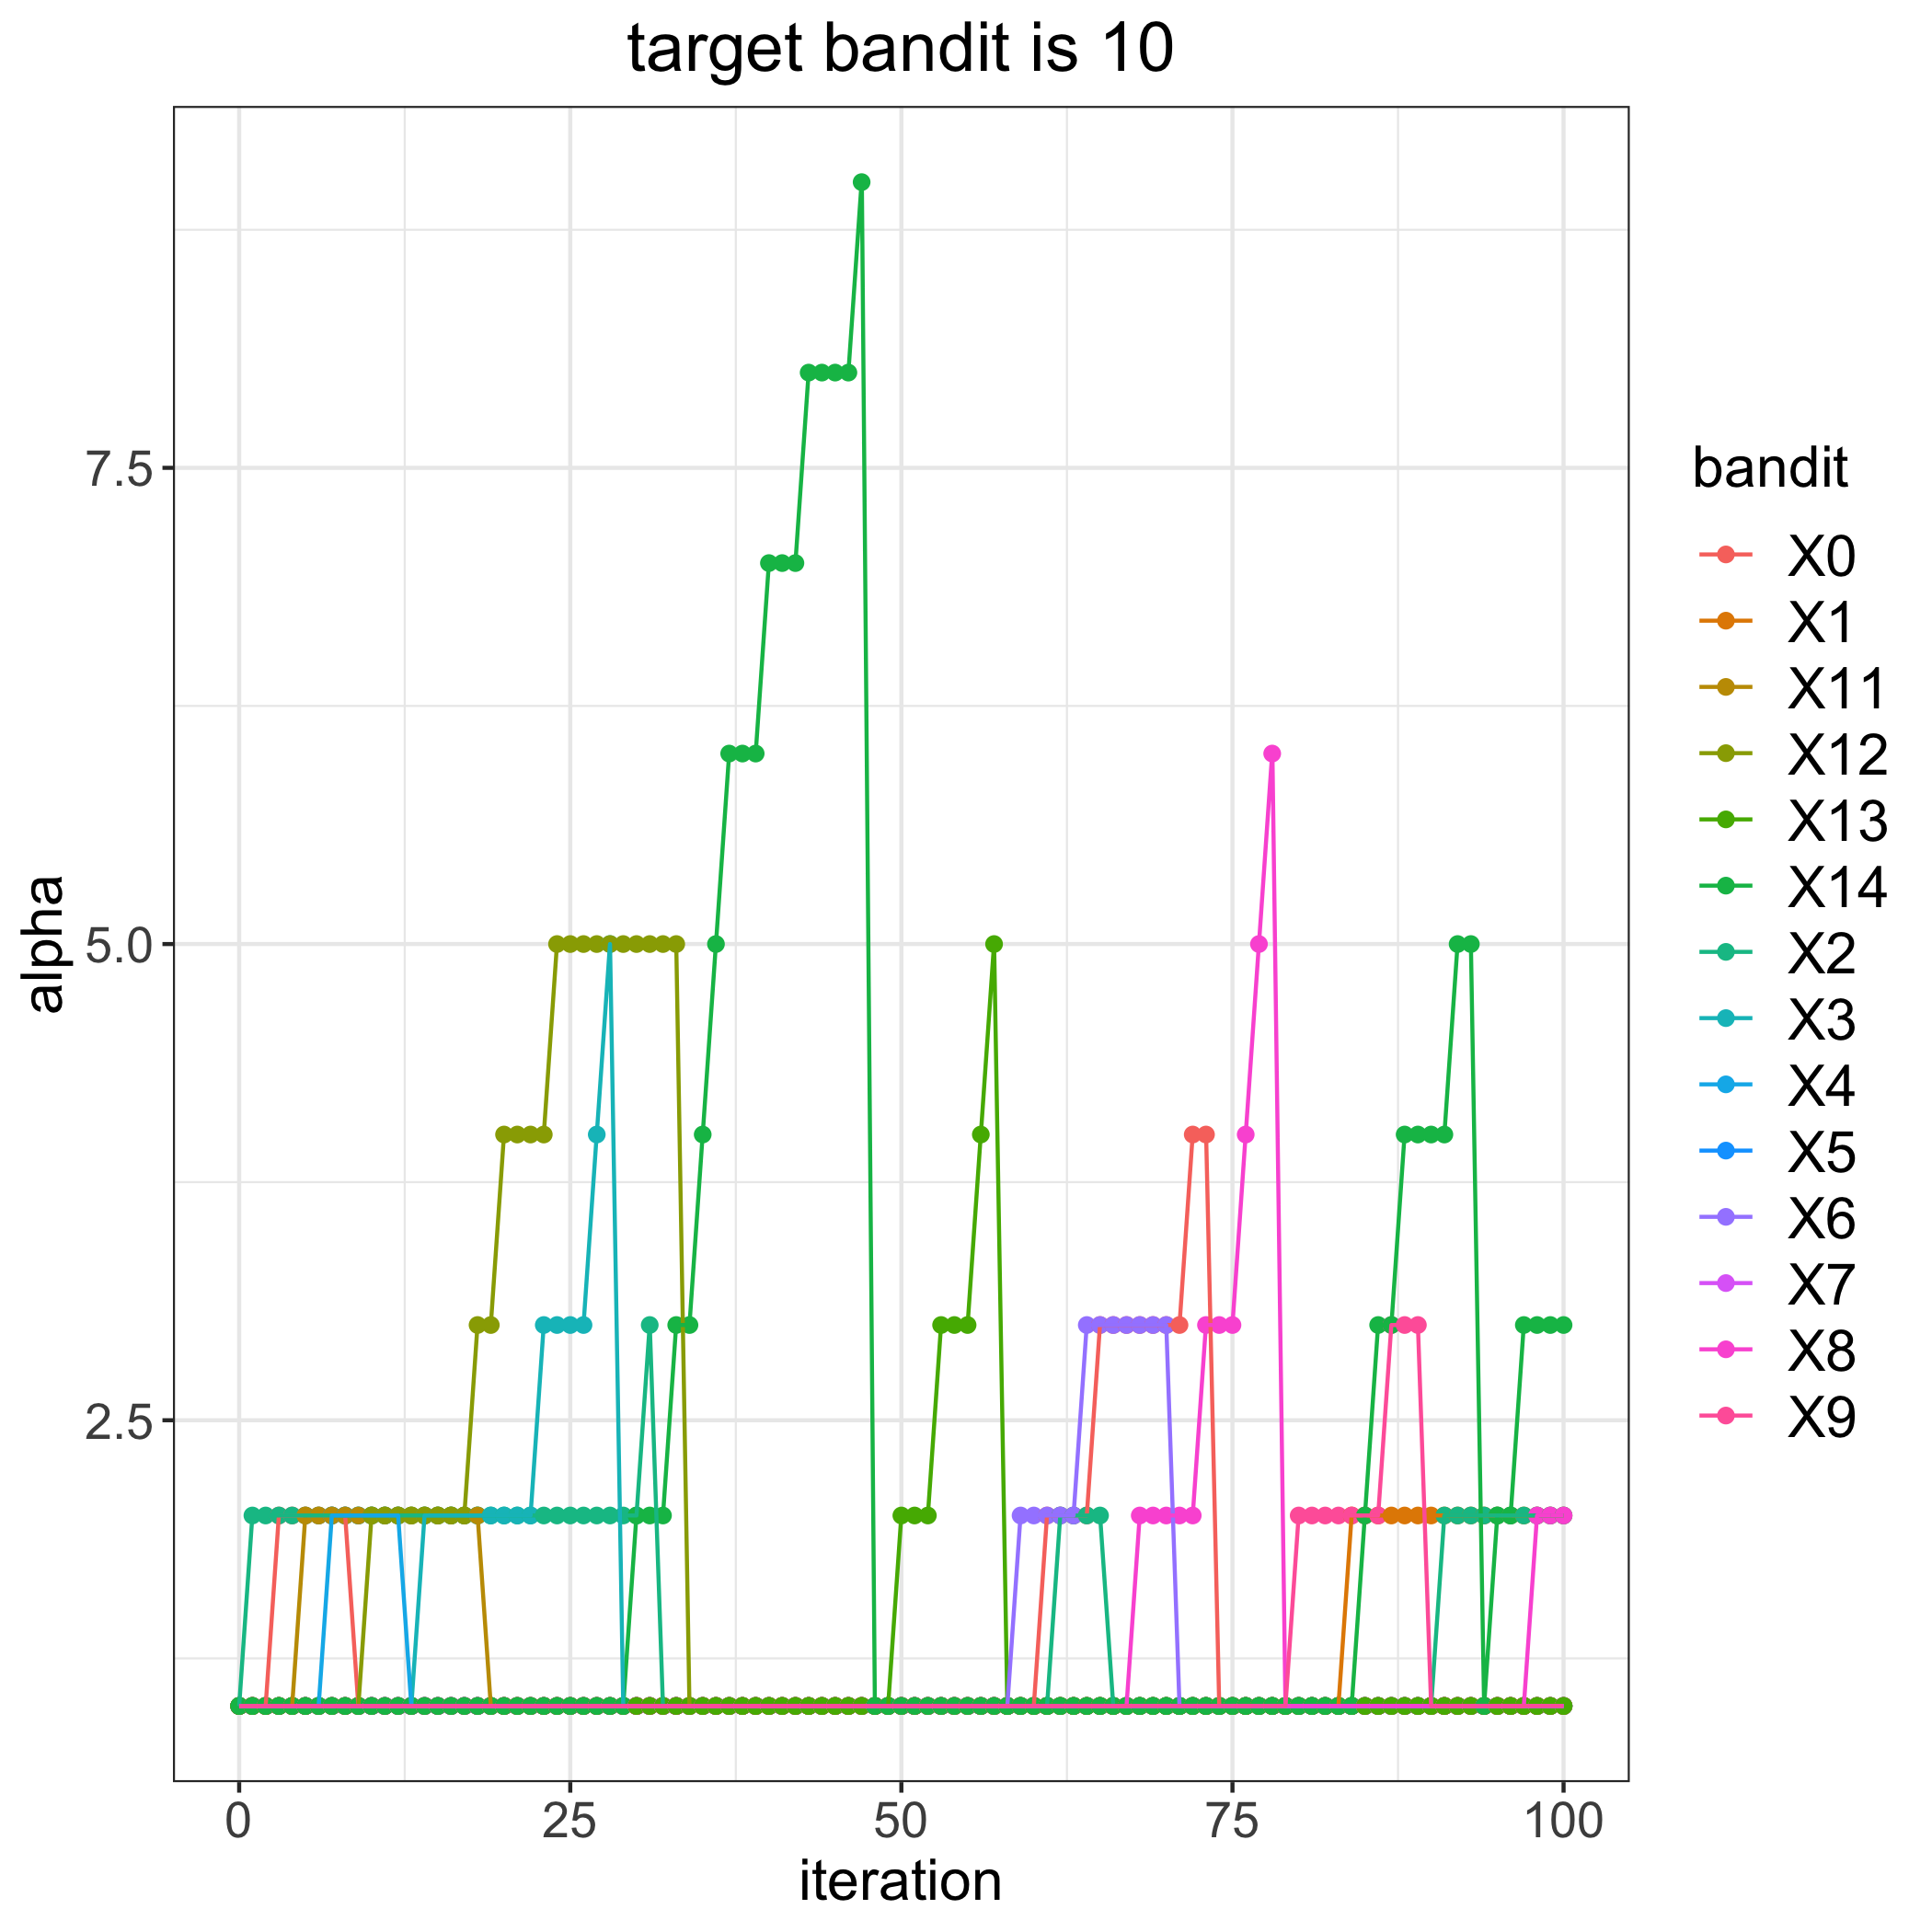 target bandit is 10
alpha
7.5
5.0
2.5
0 25 50 75 100
iteration
bandit
X0
X1
X11
X12
X13
X14
X2
X3
X4
X5
X6
X7
X8
X9